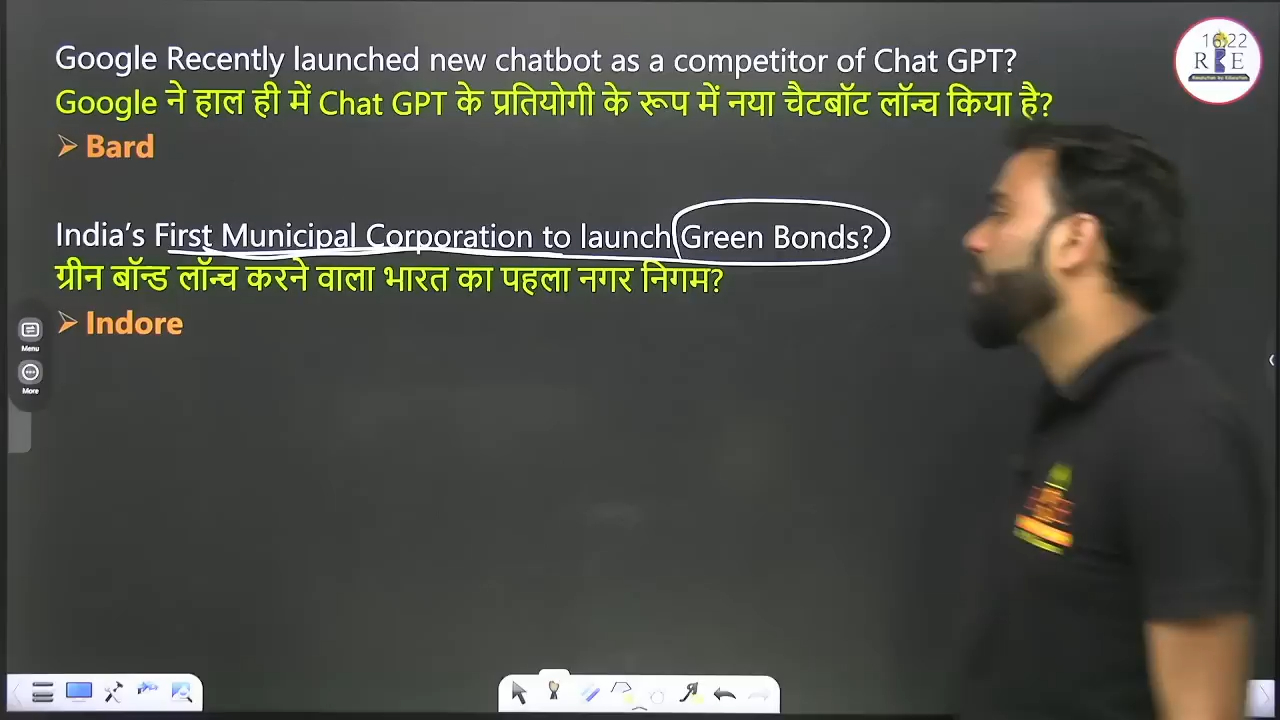 Google Recently launched new chatbot as a competitor of Chat GPT?
16:22
R E
Google ने हाल ही में Chat GPT के प्रतियोगी के रूप में नया चैटबॉट लॉन्च किया है?
➢ Bard
India's First Municipal Corporation to launch Green Bonds?
ग्रीन बॉन्ड लॉन्च करने वाला भारत का पहला नगर निगम?
➢ Indore
Menu
More